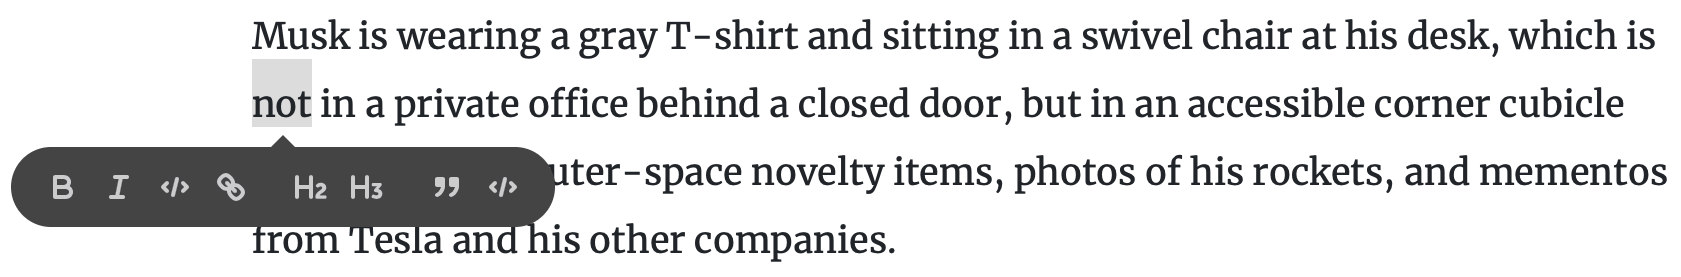 Musk is wearing a gray T-shirt and sitting in a swivel chair at his desk, which is
not in a private office behind a closed door, but in an accessible corner cubicle
B I </> H2 H3 ” </> uter-space novelty items, photos of his rockets, and mementos
from Tesla and his other companies.